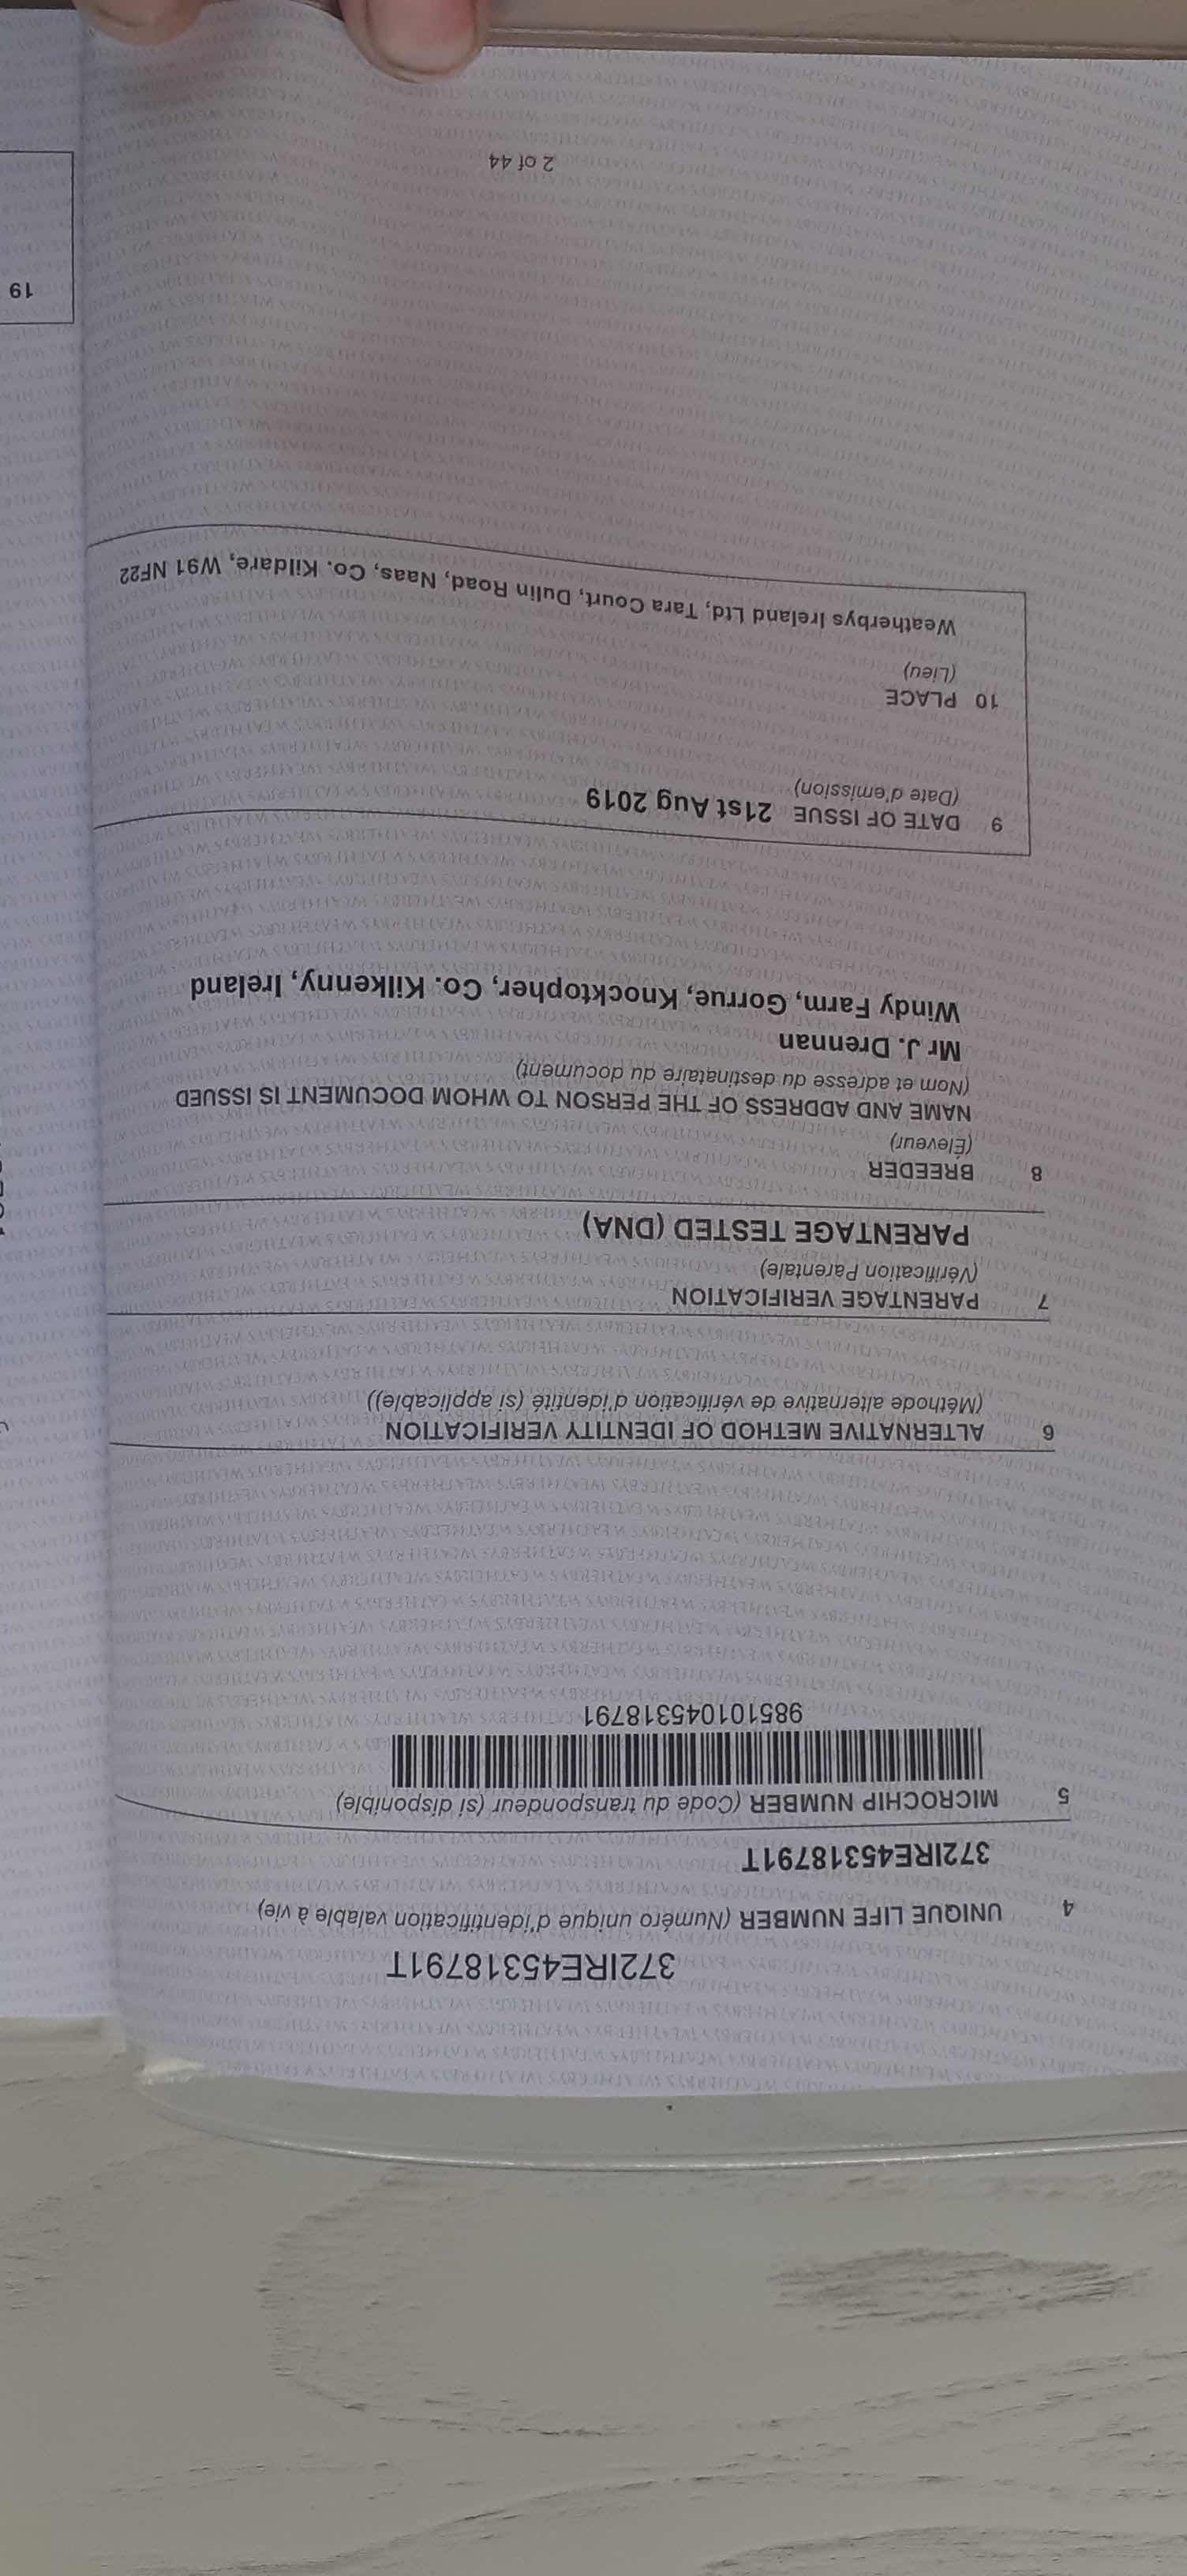 372IRE45318791T
4 UNIQUE LIFE NUMBER (Numéro unique d'identification valable à vie)
372IRE45318791T
5 MICROCHIP NUMBER (Code du transpondeur (si disponible)
985101045318791
6 ALTERNATIVE METHOD OF IDENTITY VERIFICATION
(Méthode alternative de vérification d'identité (si applicable))
7 PARENTAGE VERIFICATION
(Vérification Parentale)
PARENTAGE TESTED (DNA)
8 BREEDER
(Éleveur)
NAME AND ADDRESS OF THE PERSON TO WHOM DOCUMENT IS ISSUED
(Nom et adresse du destinataire du document)
Mr J. Drennan
Windy Farm, Gorrue, Knocktopher, Co. Kilkenny, Ireland
9 DATE OF ISSUE 21st Aug 2019
(Date d'emission)
10 PLACE
(Lieu)
Weatherbys Ireland Ltd, Tara Court, Dulin Road, Naas, Co. Kildare, W91 NF22
2 of 44
19